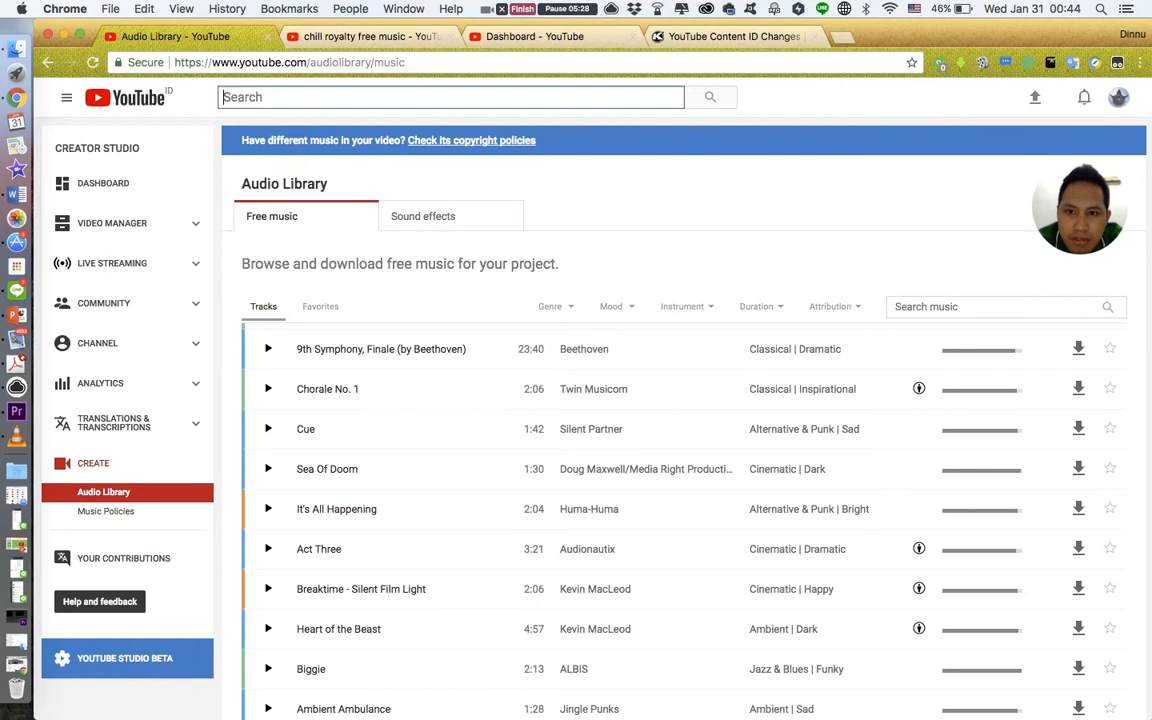 Chrome File Edit View History Bookmarks People Window Help Finish Pause 05:28 46% Wed Jan 31 00:44
Audio Library - YouTube chill royalty free music - YouTu Dashboard - YouTube YouTube Content ID Changes Dinnu
Secure https://www.youtube.com/audiolibrary/music
YouTube ID Search
CREATOR STUDIO
DASHBOARD
VIDEO MANAGER
LIVE STREAMING
COMMUNITY
CHANNEL
ANALYTICS
TRANSLATIONS &
TRANSCRIPTIONS
CREATE
Audio Library
Music Policies
YOUR CONTRIBUTIONS
Help and feedback
YOUTUBE STUDIO BETA
Have different music in your video? Check its copyright policies
Audio Library
Free music Sound effects
Browse and download free music for your project.
Tracks Favorites Genre Mood Instrument Duration Attribution Search music
9th Symphony, Finale (by Beethoven) 23:40 Beethoven Classical | Dramatic
Chorale No. 1 2:06 Twin Musicom Classical | Inspirational
Cue 1:42 Silent Partner Alternative & Punk | Sad
Sea Of Doom 1:30 Doug Maxwell/Media Right Producti... Cinematic | Dark
It's All Happening 2:04 Huma-Huma Alternative & Punk | Bright
Act Three 3:21 Audionautix Cinematic | Dramatic
Breaktime - Silent Film Light 2:06 Kevin MacLeod Cinematic | Happy
Heart of the Beast 4:57 Kevin MacLeod Ambient | Dark
Biggie 2:13 ALBIS Jazz & Blues | Funky
Ambient Ambulance 1:28 Jingle Punks Ambient | Sad